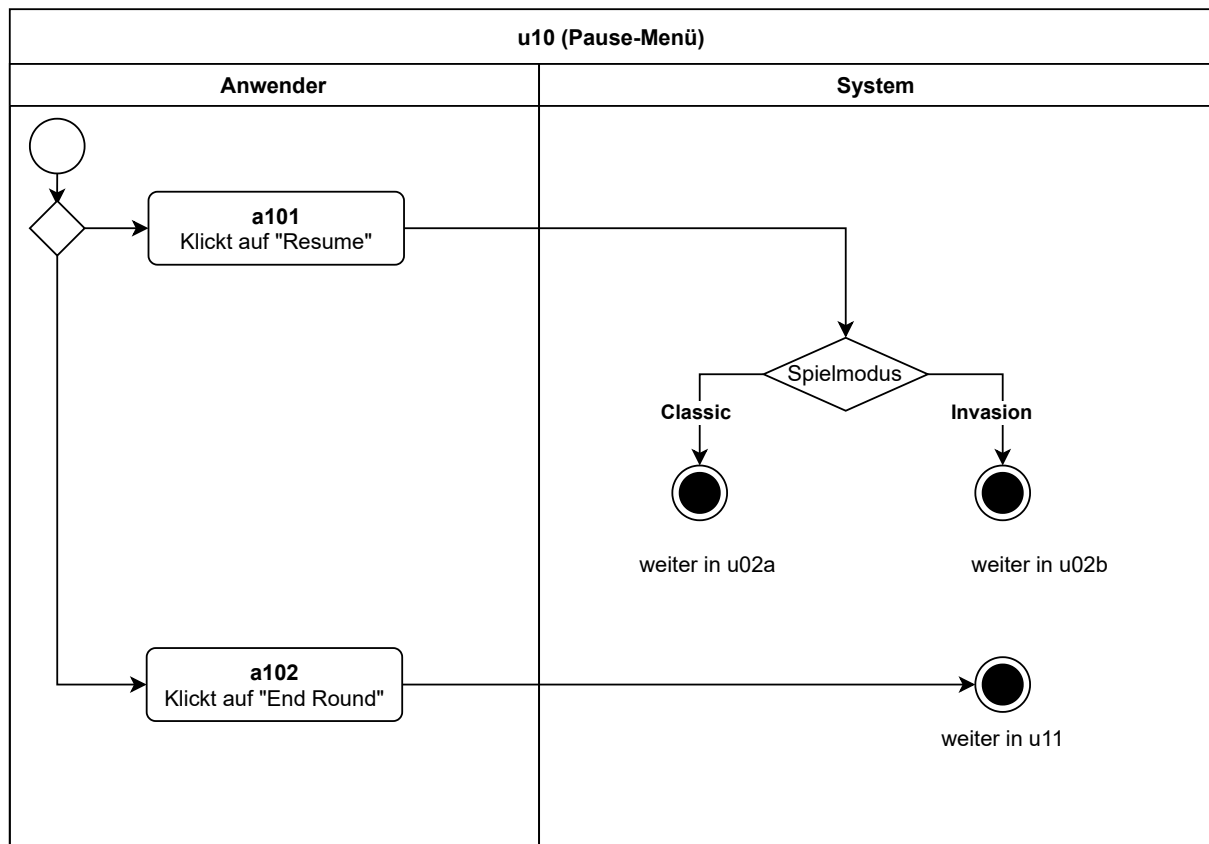 u10 (Pause-Menü)
Anwender
System
a101
Klickt auf "Resume"
Spielmodus
Classic
Invasion
weiter in u02a
weiter in u02b
a102
Klickt auf "End Round"
weiter in u11